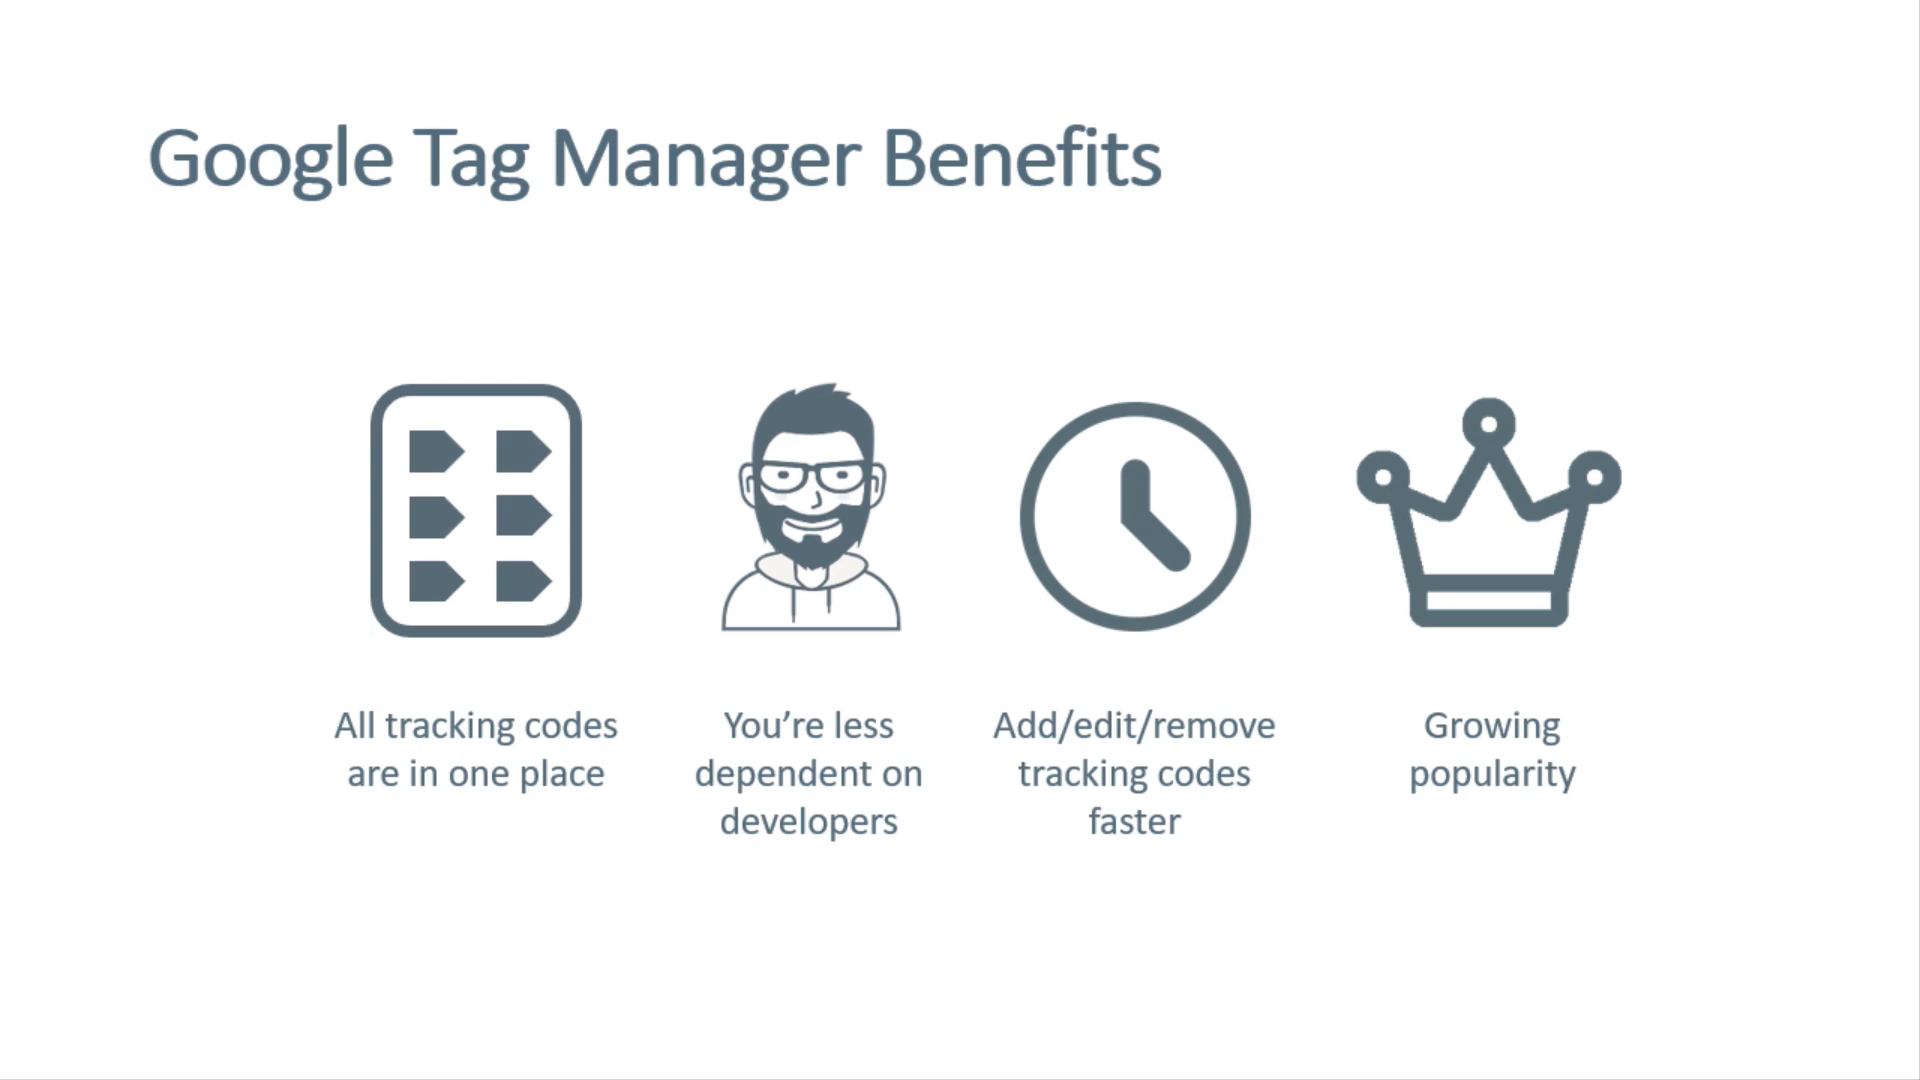 Google Tag Manager Benefits
All tracking codes
are in one place
You’re less
dependent on
developers
Add/edit/remove
tracking codes
faster
Growing
popularity